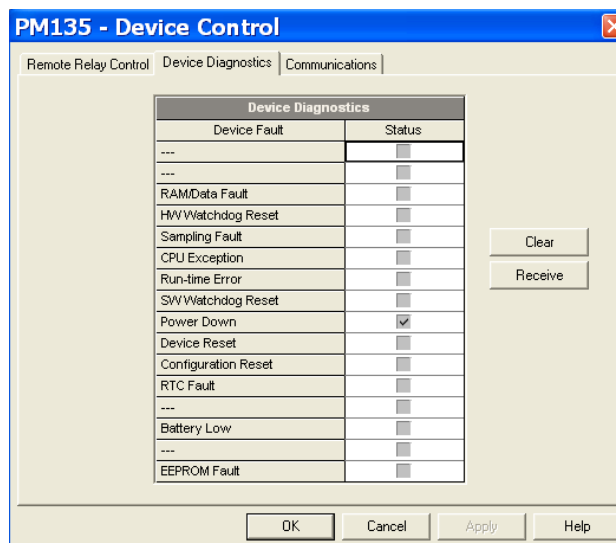 PM135 - Device Control
Remote Relay Control Device Diagnostics Communications
Device Diagnostics
Device Fault Status
---
---
RAM/Data Fault
HW Watchdog Reset
Sampling Fault
CPU Exception
Run-time Error
SW Watchdog Reset
Power Down
Device Reset
Configuration Reset
RTC Fault
---
Battery Low
---
EEPROM Fault
Clear
Receive
OK Cancel Apply Help